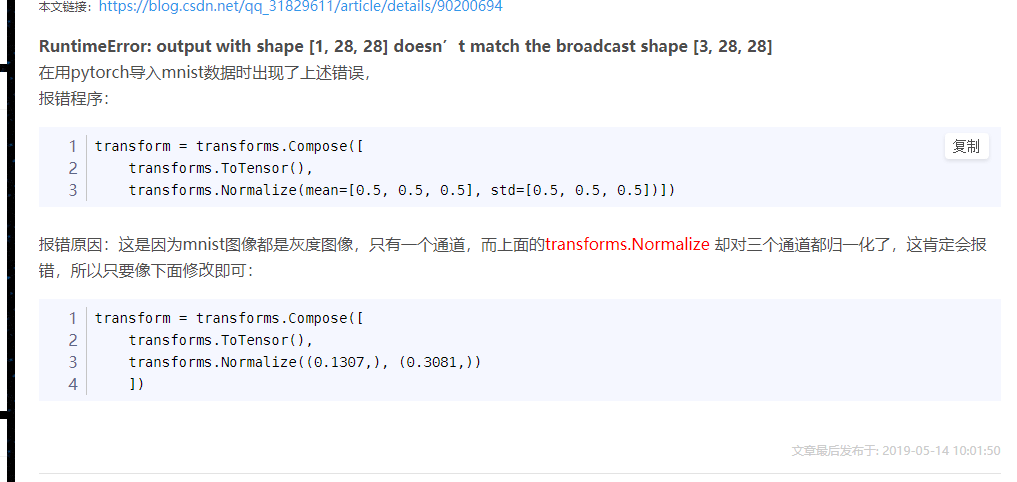 本文链接：https://blog.csdn.net/qq_31829611/article/details/90200694
RuntimeError: output with shape [1, 28, 28] doesn’t match the broadcast shape [3, 28, 28]
在用pytorch导入mnist数据时出现了上述错误，
报错程序：
复制
1 transform = transforms.Compose([
2     transforms.ToTensor(),
3     transforms.Normalize(mean=[0.5, 0.5, 0.5], std=[0.5, 0.5, 0.5])])
报错原因：这是因为mnist图像都是灰度图像，只有一个通道，而上面的transforms.Normalize 却对三个通道都归一化了，这肯定会报
错，所以只要像下面修改即可：
1 transform = transforms.Compose([
2     transforms.ToTensor(),
3     transforms.Normalize((0.1307,), (0.3081,))
4     ])
文章最后发布于: 2019-05-14 10:01:50